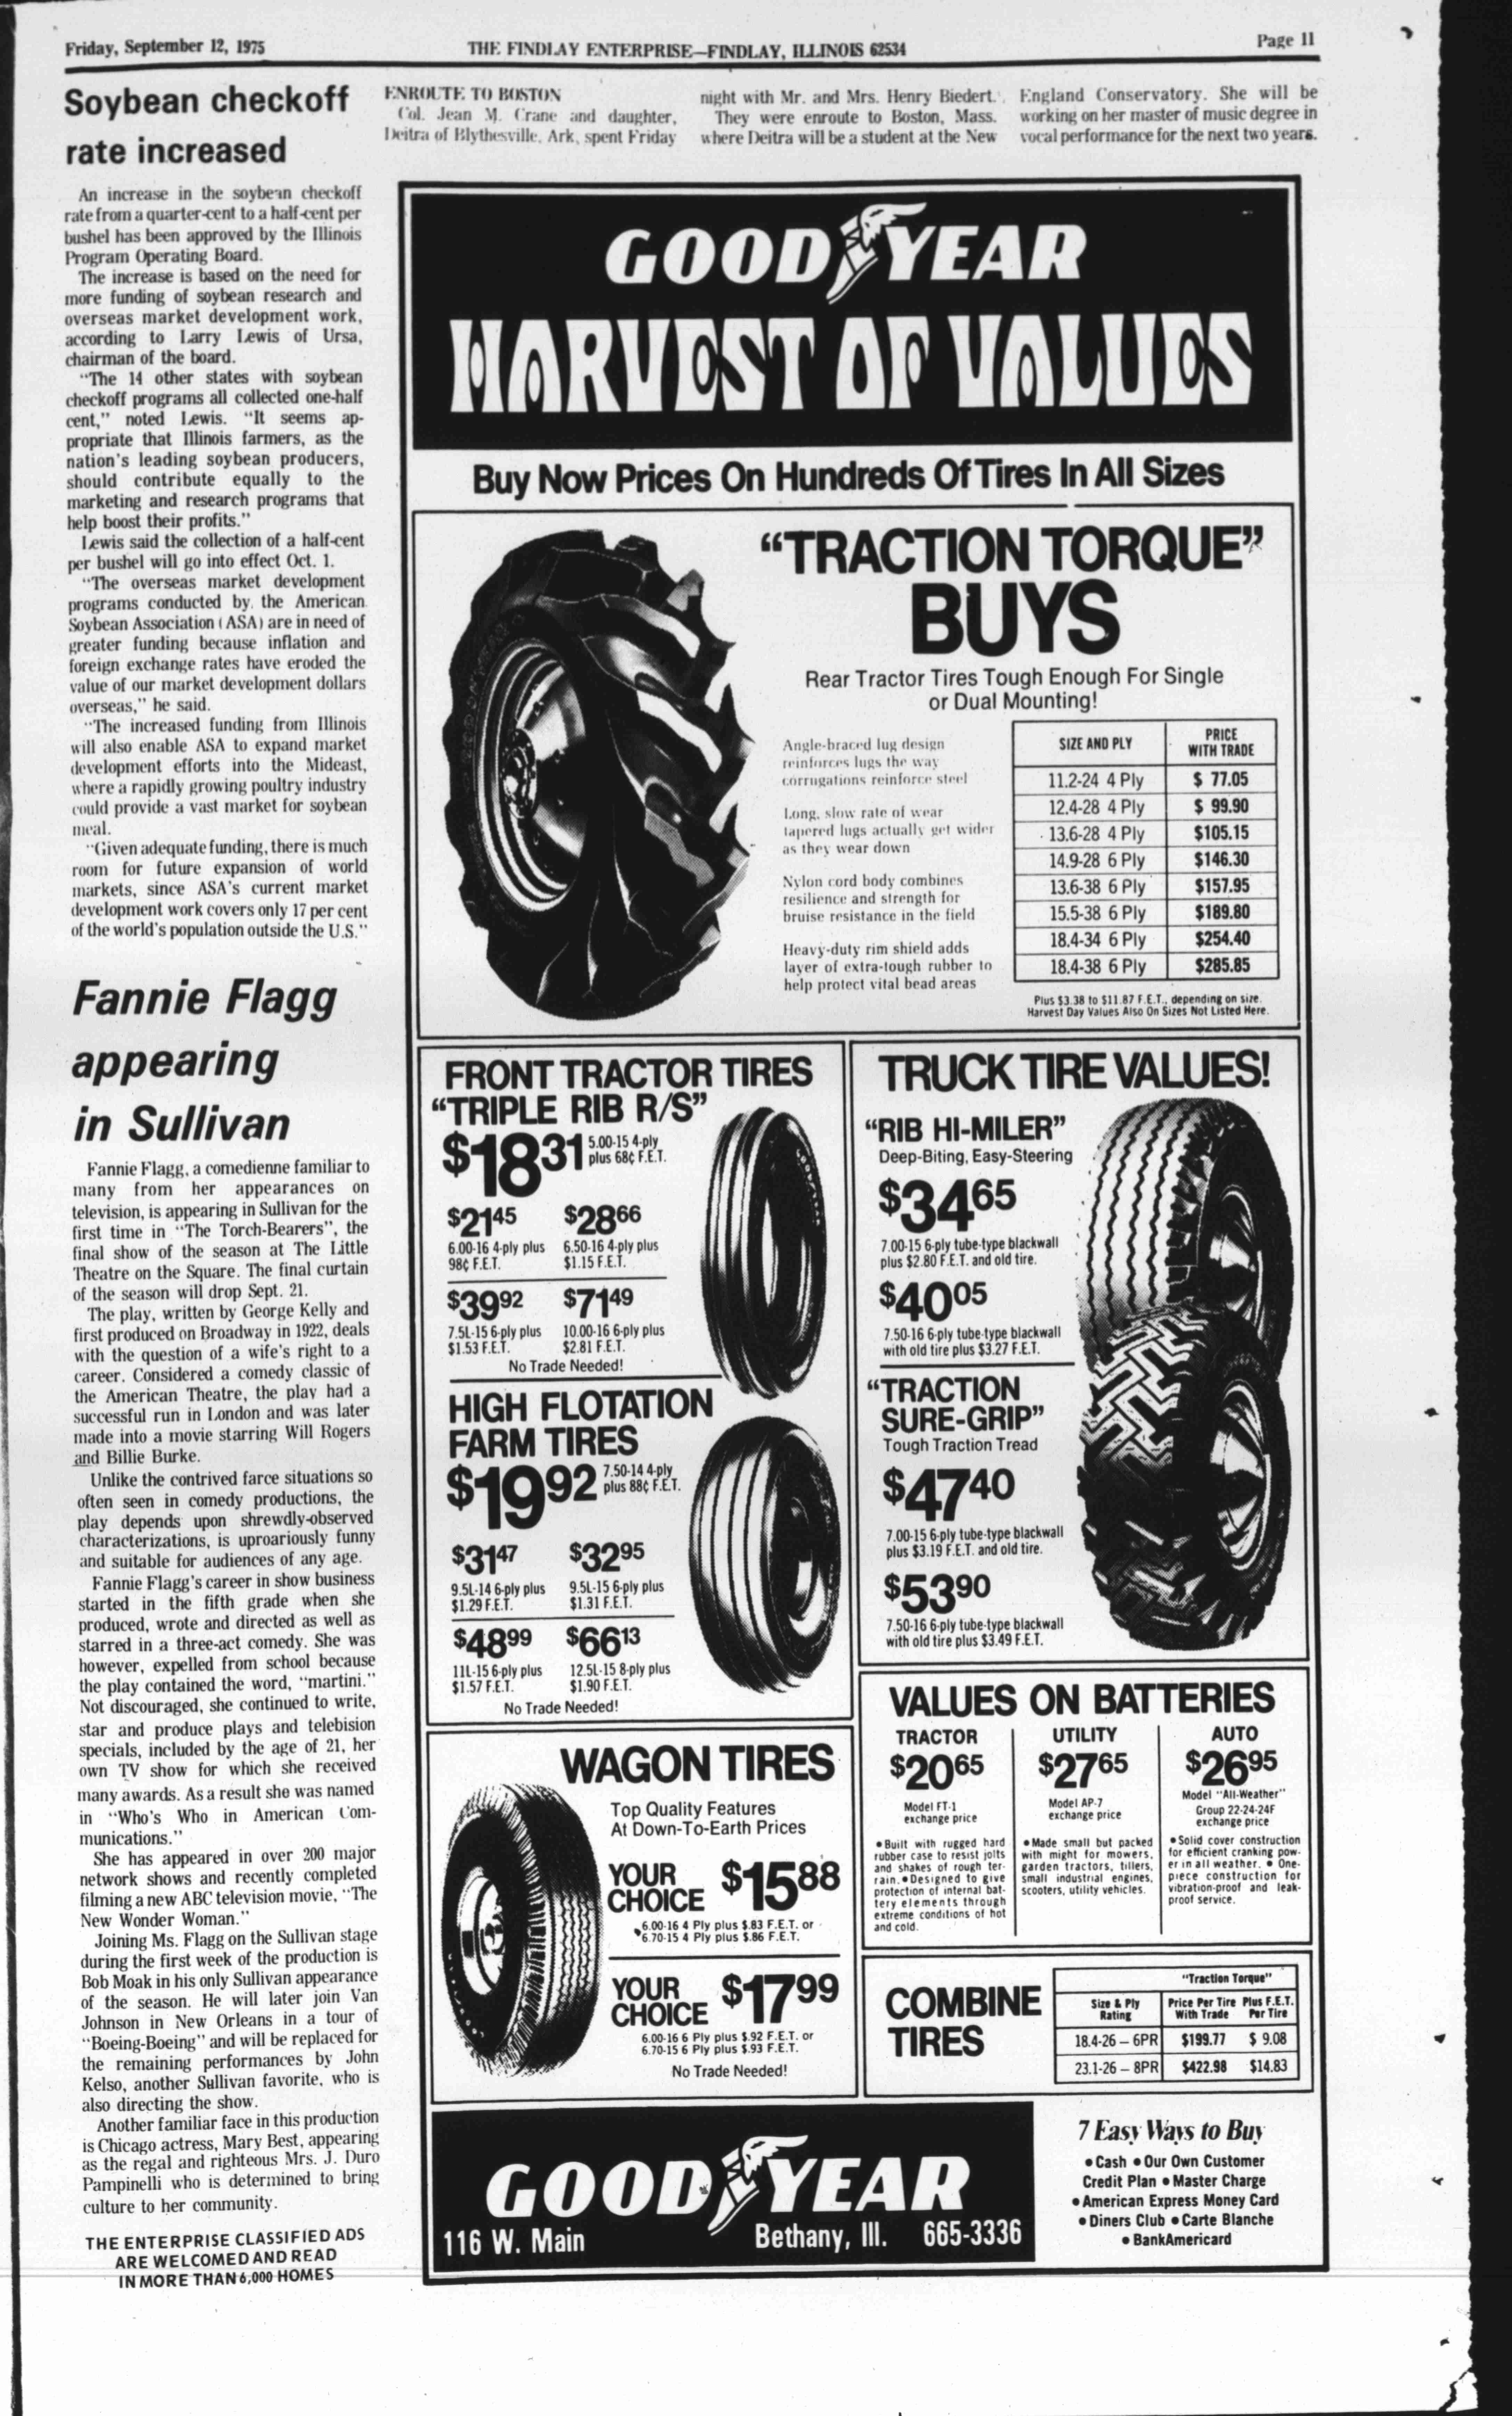 Friday, September 12, 1975
THE FINDLAY ENTERPRISE—FINDLAY, ILLINOIS 62534
Page 11
Soybean checkoff
rate increased
An increase in the soybean checkoff
rate from a quarter-cent to a half-cent per
bushel has been approved by the Illinois
Program Operating Board.
The increase is based on the need for
more funding of soybean research and
overseas market development work,
according to Larry Lewis of Ursa,
chairman of the board.
"The 14 other states with soybean
checkoff programs all collected one-half
cent," noted Lewis. "It seems ap-
propriate that Illinois farmers, as the
nation's leading soybean producers,
should contribute equally to the
marketing and research programs that
help boost their profits."
Lewis said the collection of a half-cent
per bushel will go into effect Oct. 1.
"The overseas market development
programs conducted by the American
Soybean Association (ASA) are in need of
greater funding because inflation and
foreign exchange rates have eroded the
value of our market development dollars
overseas," he said.
"The increased funding from Illinois
will also enable ASA to expand market
development efforts into the Mideast,
where a rapidly growing poultry industry
could provide a vast market for soybean
meal.
"Given adequate funding, there is much
room for future expansion of world
markets, since ASA's current market
development work covers only 17 per cent
of the world's population outside the U.S."
Fannie Flagg
appearing
in Sullivan
Fannie Flagg, a comedienne familiar to
many from her appearances on
television, is appearing in Sullivan for the
first time in "The Torch-Bearers", the
final show of the season at The Little
Theatre on the Square. The final curtain
of the season will drop Sept. 21.
The play, written by George Kelly and
first produced on Broadway in 1922, deals
with the question of a wife's right to a
career. Considered a comedy classic of
the American Theatre, the play had a
successful run in London and was later
made into a movie starring Will Rogers
and Billie Burke.
Unlike the contrived farce situations so
often seen in comedy productions, the
play depends upon shrewdly-observed
characterizations, is uproariously funny
and suitable for audiences of any age.
Fannie Flagg's career in show business
started in the fifth grade when she
produced, wrote and directed as well as
starred in a three-act comedy. She was
however, expelled from school because
the play contained the word, "martini."
Not discouraged, she continued to write,
star and produce plays and telebision
specials, included by the age of 21, her
own TV show for which she received
many awards. As a result she was named
in "Who's Who in American Com-
munications."
She has appeared in over 200 major
network shows and recently completed
filming a new ABC television movie, "The
New Wonder Woman."
Joining Ms. Flagg on the Sullivan stage
during the first week of the production is
Bob Moak in his only Sullivan appearance
of the season. He will later join Van
Johnson in New Orleans in a tour of
"Boeing-Boeing" and will be replaced for
the remaining performances by John
Kelso, another Sullivan favorite, who is
also directing the show.
Another familiar face in this production
is Chicago actress, Mary Best, appearing
as the regal and righteous Mrs. J. Duro
Pampinelli who is determined to bring
culture to her community.
THE ENTERPRISE CLASSIFIED ADS
ARE WELCOMED AND READ
IN MORE THAN 6,000 HOMES
ENROUTE TO BOSTON
Col. Jean M. Crane and daughter,
Deitra of Blythesville, Ark, spent Friday
night with Mr. and Mrs. Henry Biedert.
They were enroute to Boston, Mass.
where Deitra will be a student at the New
England Conservatory. She will be
working on her master of music degree in
vocal performance for the next two years.
GOODYEAR
HARVEST OF VALUES
Buy Now Prices On Hundreds Of Tires In All Sizes
"TRACTION TORQUE"
BUYS
Rear Tractor Tires Tough Enough For Single
or Dual Mounting!
Angle-braced lug design
reinforces lugs the way
corrugations reinforce steel
Long, slow rate of wear
tapered lugs actually get wider
as they wear down
Nylon cord body combines
resilience and strength for
bruise resistance in the field
Heavy-duty rim shield adds
layer of extra-tough rubber to
help protect vital bead areas
SIZE AND PLY PRICE WITH TRADE
11.2-24 4 Ply $ 77.05
12.4-28 4 Ply $ 99.90
13.6-28 4 Ply $105.15
14.9-28 6 Ply $146.30
13.6-38 6 Ply $157.95
15.5-38 6 Ply $189.80
18.4-34 6 Ply $254.40
18.4-38 6 Ply $285.85
Plus $3.38 to $11.87 F.E.T., depending on size.
Harvest Day Values Also On Sizes Not Listed Here.
FRONT TRACTOR TIRES
"TRIPLE RIB R/S"
$18 31 5.00-15 4-ply
plus 68¢ F.E.T.
$21 45 $28 66
6.00-16 4-ply plus 6.50-16 4-ply plus
98¢ F.E.T. $1.15 F.E.T.
$39 92 $71 49
7.5L-15 6-ply plus 10.00-16 6-ply plus
$1.53 F.E.T. $2.81 F.E.T.
No Trade Needed!
HIGH FLOTATION
FARM TIRES
$19 92 7.50-14 4-ply
plus 88¢ F.E.T.
$31 47 $32 95
9.5L-14 6-ply plus 9.5L-15 6-ply plus
$1.29 F.E.T. $1.31 F.E.T.
$48 99 $66 13
11L-15 6-ply plus 12.5L-15 8-ply plus
$1.57 F.E.T. $1.90 F.E.T.
No Trade Needed!
TRUCK TIRE VALUES!
"RIB HI-MILER"
Deep-Biting, Easy-Steering
$34 65
7.00-15 6-ply tube-type blackwall
plus $2.80 F.E.T. and old tire.
$40 05
7.50-16 6-ply tube-type blackwall
with old tire plus $3.27 F.E.T.
"TRACTION
SURE-GRIP"
Tough Traction Tread
$47 40
7.00-15 6-ply tube-type blackwall
plus $3.19 F.E.T. and old tire.
$53 90
7.50-16 6-ply tube-type blackwall
with old tire plus $3.49 F.E.T.
WAGON TIRES
Top Quality Features
At Down-To-Earth Prices
YOUR
CHOICE $15 88
6.00-16 4 Ply plus $.83 F.E.T. or
6.70-15 4 Ply plus $.86 F.E.T.
YOUR
CHOICE $17 99
6.00-16 6 Ply plus $.92 F.E.T. or
6.70-15 6 Ply plus $.93 F.E.T.
No Trade Needed!
VALUES ON BATTERIES
TRACTOR
$20 65
Model FT-1
exchange price
• Built with rugged hard
rubber case to resist jolts
and shakes of rough ter-
rain. • Designed to give
protection of internal bat-
tery elements through
extreme conditions of hot
and cold.
UTILITY
$27 65
Model AP-7
exchange price
• Made small but packed
with might for mowers,
garden tractors, tillers,
small industrial engines,
scooters, utility vehicles.
AUTO
$26 95
Model "All-Weather"
Group 22-24-24F
exchange price
• Solid cover construction
for efficient cranking pow-
er in all weather. • One-
piece construction for
vibration-proof and leak-
proof service.
COMBINE
TIRES
"Traction Torque"
Size & Ply Price Per Tire Plus F.E.T.
Rating With Trade Per Tire
18.4-26 – 6PR $199.77 $ 9.08
23.1-26 – 8PR $422.98 $14.83
GOODYEAR
116 W. Main Bethany, Ill. 665-3336
7 Easy Ways to Buy
• Cash • Our Own Customer
Credit Plan • Master Charge
• American Express Money Card
• Diners Club • Carte Blanche
• BankAmericard